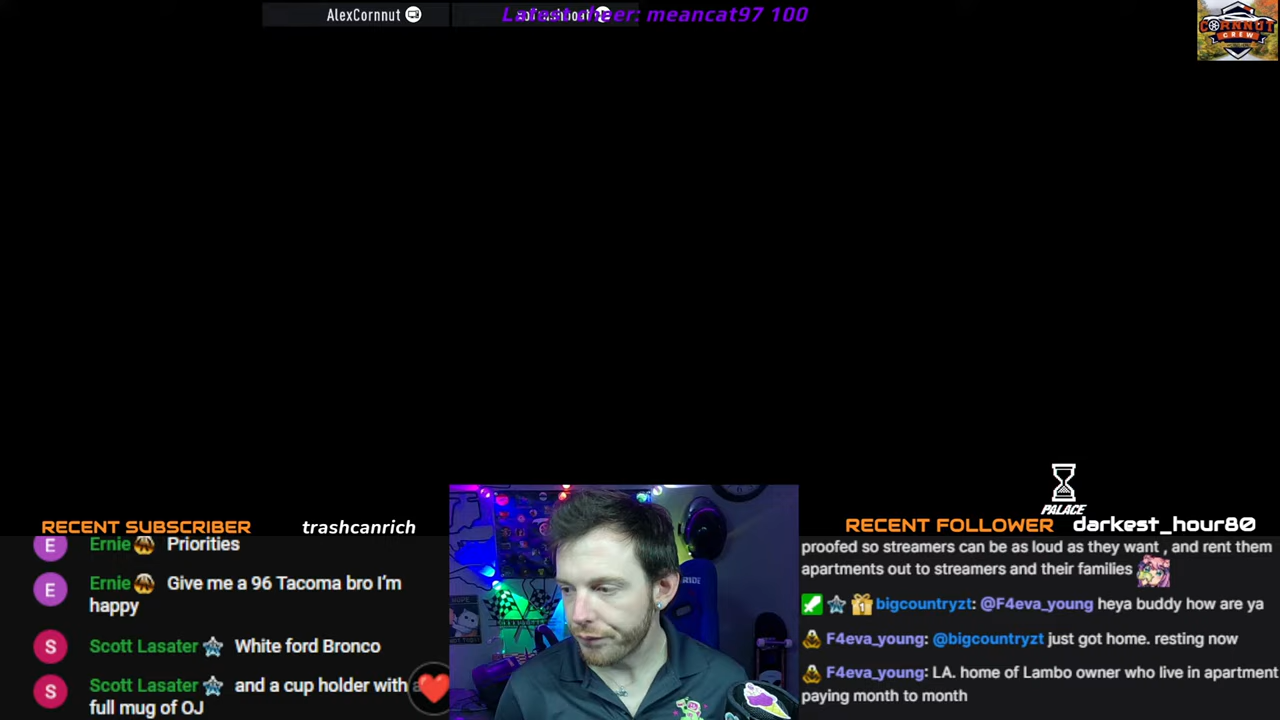 AlexCornnut
Latest cheer: meancat97 100
CORNNUT
CREW
PALACE
RECENT SUBSCRIBER trashcanrich
RECENT FOLLOWER darkest_hour80
Ernie Priorities
Ernie Give me a 96 Tacoma bro I’m
happy
Scott Lasater White ford Bronco
Scott Lasater and a cup holder with a
full mug of OJ
proofed so streamers can be as loud as they want , and rent them
apartments out to streamers and their families
bigcountryzt: @F4eva_young heya buddy how are ya
F4eva_young: @bigcountryzt just got home. resting now
F4eva_young: LA. home of Lambo owner who live in apartment
paying month to month